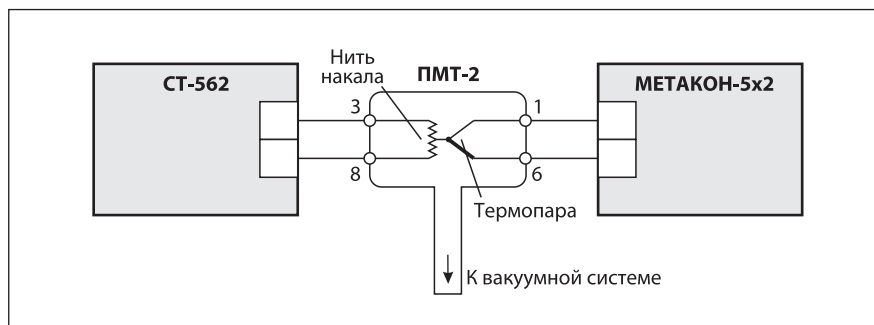 СТ-562
Нить
накала
ПМТ-2
МЕТАКОН-5х2
3
1
8
6
Термопара
К вакуумной системе